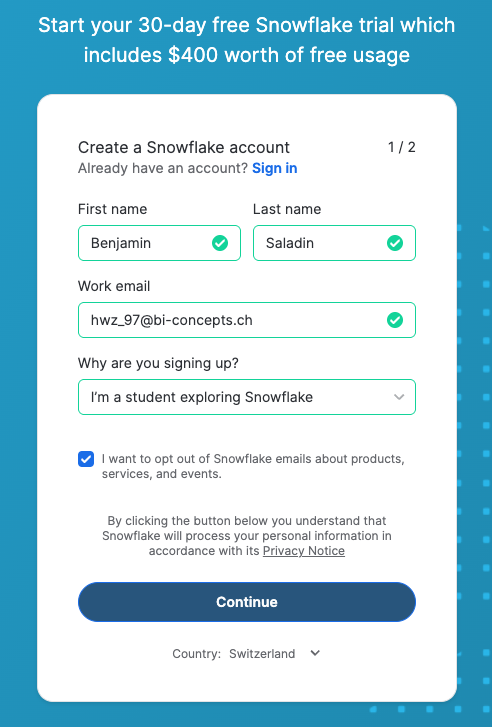 Start your 30-day free Snowflake trial which
includes $400 worth of free usage
Create a Snowflake account
1 / 2
Already have an account? Sign in
First name
Last name
Benjamin
Saladin
Work email
hwz_97@bi-concepts.ch
Why are you signing up?
I’m a student exploring Snowflake
I want to opt out of Snowflake emails about products,
services, and events.
By clicking the button below you understand that
Snowflake will process your personal information in
accordance with its Privacy Notice
Continue
Country: Switzerland